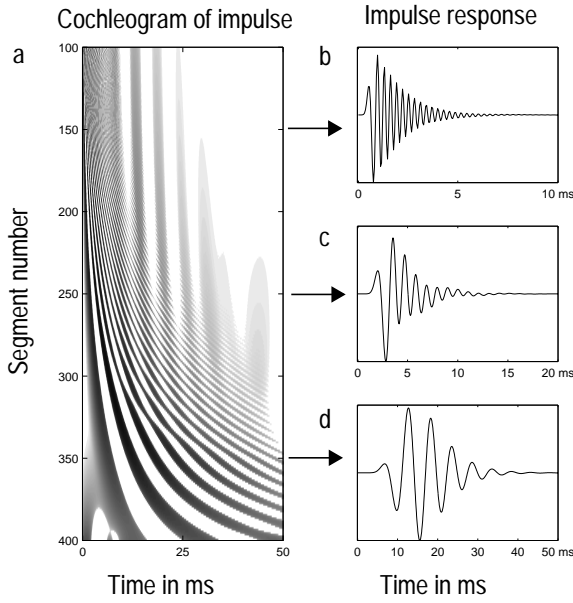 Cochleogram of impulse
Impulse response
a
100
150
200
250
300
350
400
Segment number
0
25
50
Time in ms
b
0
5
10 ms
c
0
5
10
15
20 ms
d
0
10
20
30
40
50 ms
Time in ms